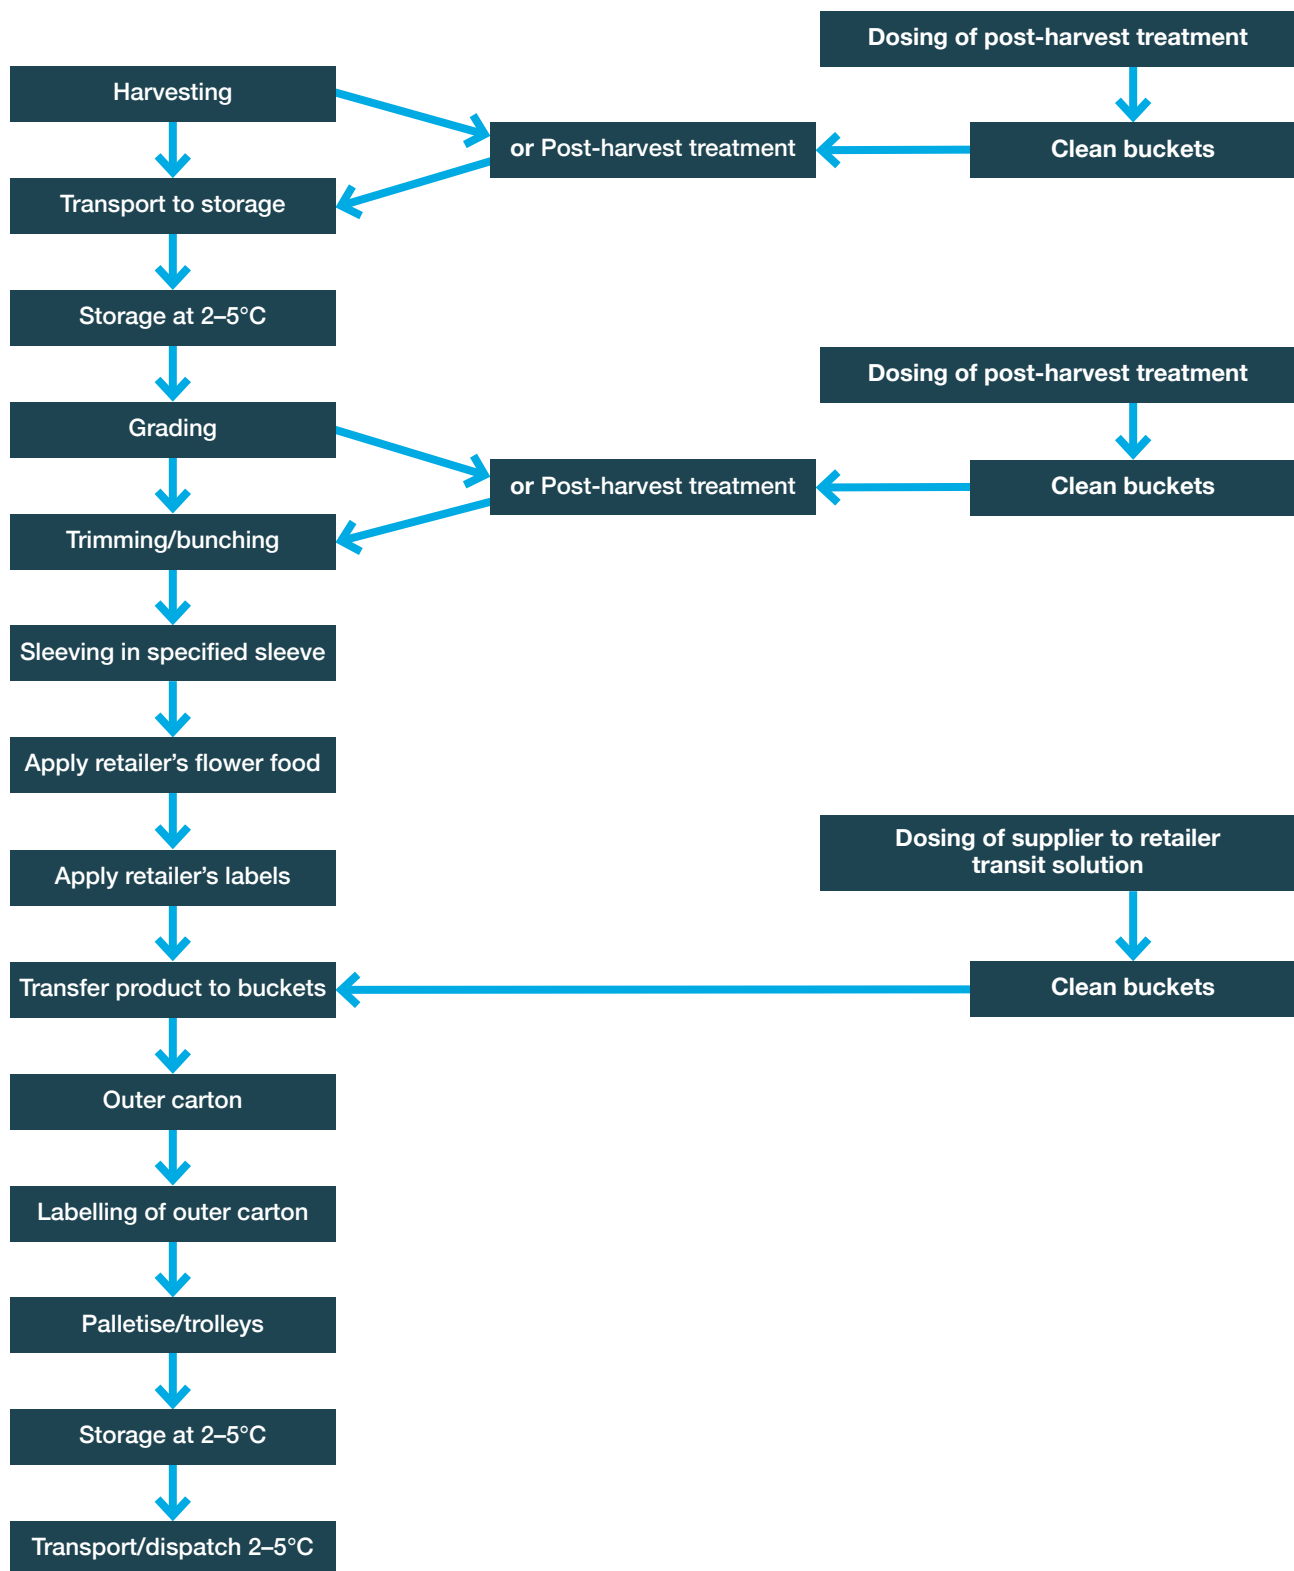 Dosing of post-harvest treatment
Harvesting
or Post-harvest treatment
Clean buckets
Transport to storage
Storage at 2–5°C
Dosing of post-harvest treatment
Grading
or Post-harvest treatment
Clean buckets
Trimming/bunching
Sleeving in specified sleeve
Apply retailer’s flower food
Dosing of supplier to retailer
transit solution
Apply retailer’s labels
Transfer product to buckets
Clean buckets
Outer carton
Labelling of outer carton
Palletise/trolleys
Storage at 2–5°C
Transport/dispatch 2–5°C